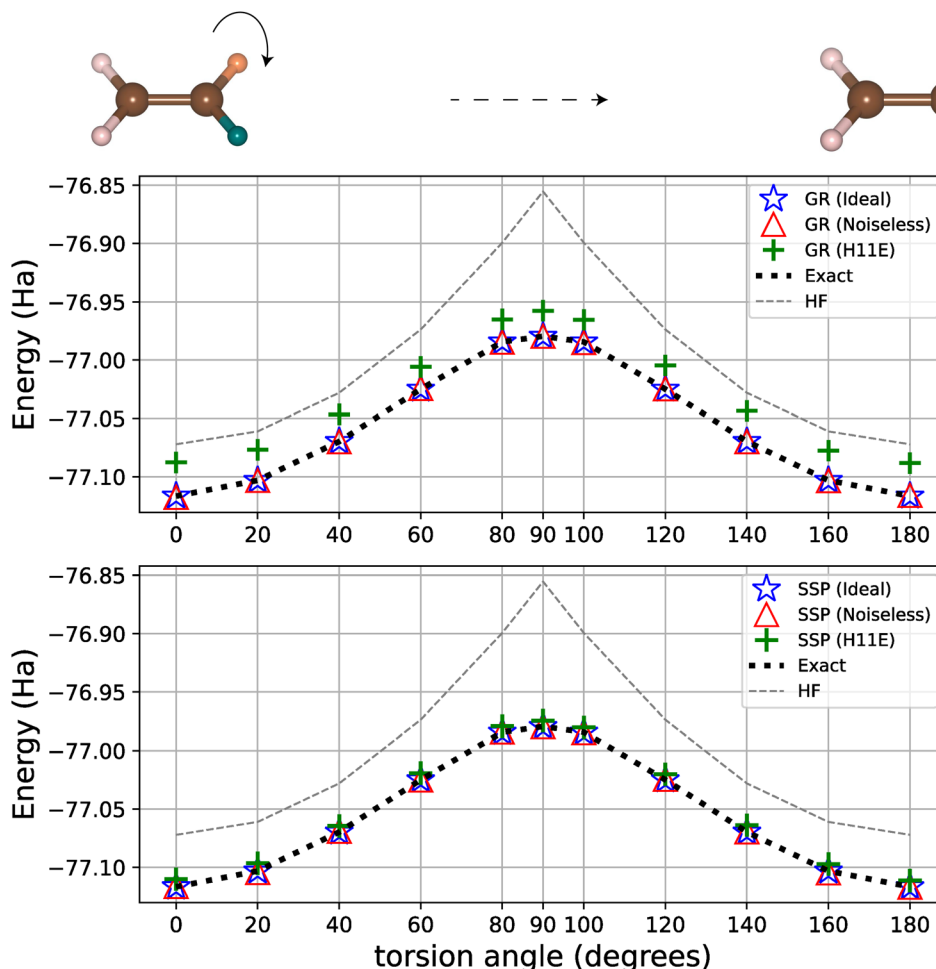 −76.85
−76.90
−76.95
−77.00
−77.05
−77.10
Energy (Ha)
GR (Ideal)
GR (Noiseless)
GR (H11E)
Exact
HF
0 20 40 60 80 90 100 120 140 160 180
−76.85
−76.90
−76.95
−77.00
−77.05
−77.10
Energy (Ha)
SSP (Ideal)
SSP (Noiseless)
SSP (H11E)
Exact
HF
0 20 40 60 80 90 100 120 140 160 180
torsion angle (degrees)